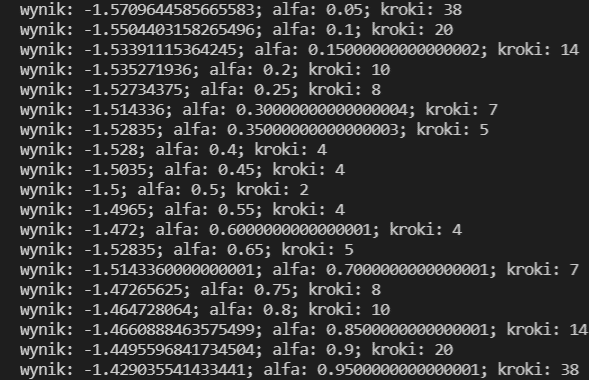 wynik: -1.5709644585665583; alfa: 0.05; kroki: 38
wynik: -1.5504403158265496; alfa: 0.1; kroki: 20
wynik: -1.53391115364245; alfa: 0.15000000000000002; kroki: 14
wynik: -1.535271936; alfa: 0.2; kroki: 10
wynik: -1.52734375; alfa: 0.25; kroki: 8
wynik: -1.514336; alfa: 0.30000000000000004; kroki: 7
wynik: -1.52835; alfa: 0.35000000000000003; kroki: 5
wynik: -1.528; alfa: 0.4; kroki: 4
wynik: -1.5035; alfa: 0.45; kroki: 4
wynik: -1.5; alfa: 0.5; kroki: 2
wynik: -1.4965; alfa: 0.55; kroki: 4
wynik: -1.472; alfa: 0.6000000000000001; kroki: 4
wynik: -1.52835; alfa: 0.65; kroki: 5
wynik: -1.5143360000000001; alfa: 0.7000000000000001; kroki: 7
wynik: -1.47265625; alfa: 0.75; kroki: 8
wynik: -1.464728064; alfa: 0.8; kroki: 10
wynik: -1.4660888463575499; alfa: 0.8500000000000001; kroki: 14
wynik: -1.4495596841734504; alfa: 0.9; kroki: 20
wynik: -1.429035541433441; alfa: 0.9500000000000001; kroki: 38